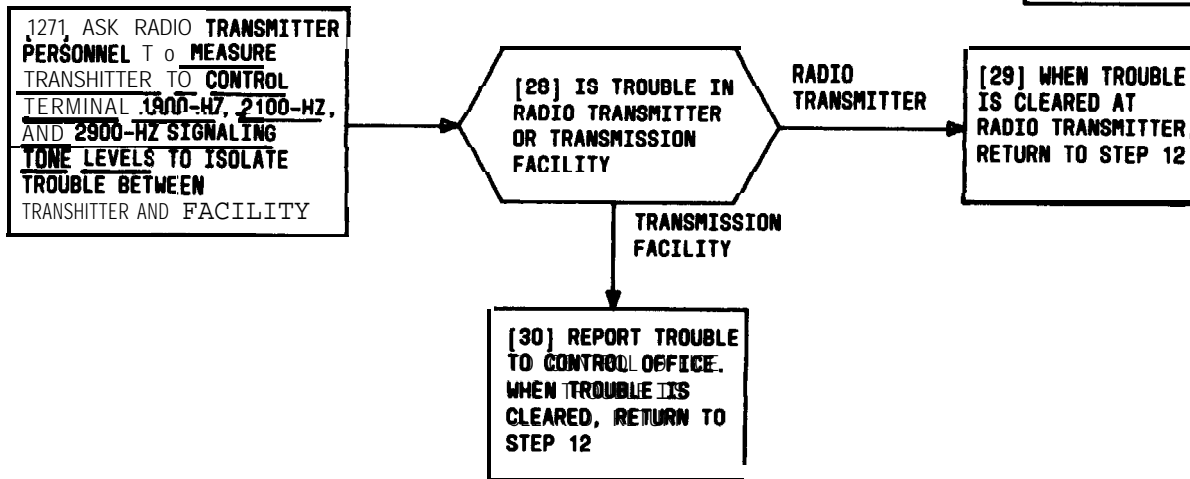 1271, ASK RADIO TRANSMITTER
PERSONNEL To MEASURE
TRANSHITTER TO CONTROL
TERMINAL 1900-HZ, 2100-HZ,
AND 2900-HZ SIGNALING
TONE LEVELS TO ISOLATE
TROUBLE BETWEEN
TRANSHITTER AND FACILITY
[28] IS TROUBLE IN
RADIO TRANSMITTER
OR TRANSMISSION
FACILITY
RADIO
TRANSMITTER
[29] WHEN TROUBLE
IS CLEARED AT
RADIO TRANSMITTER
RETURN TO STEP 12
TRANSMISSION
FACILITY
[30] REPORT TROUBLE
TO CONTROL OFFICE.
WHEN TROUBLE IS
CLEARED, RETURN TO
STEP 12